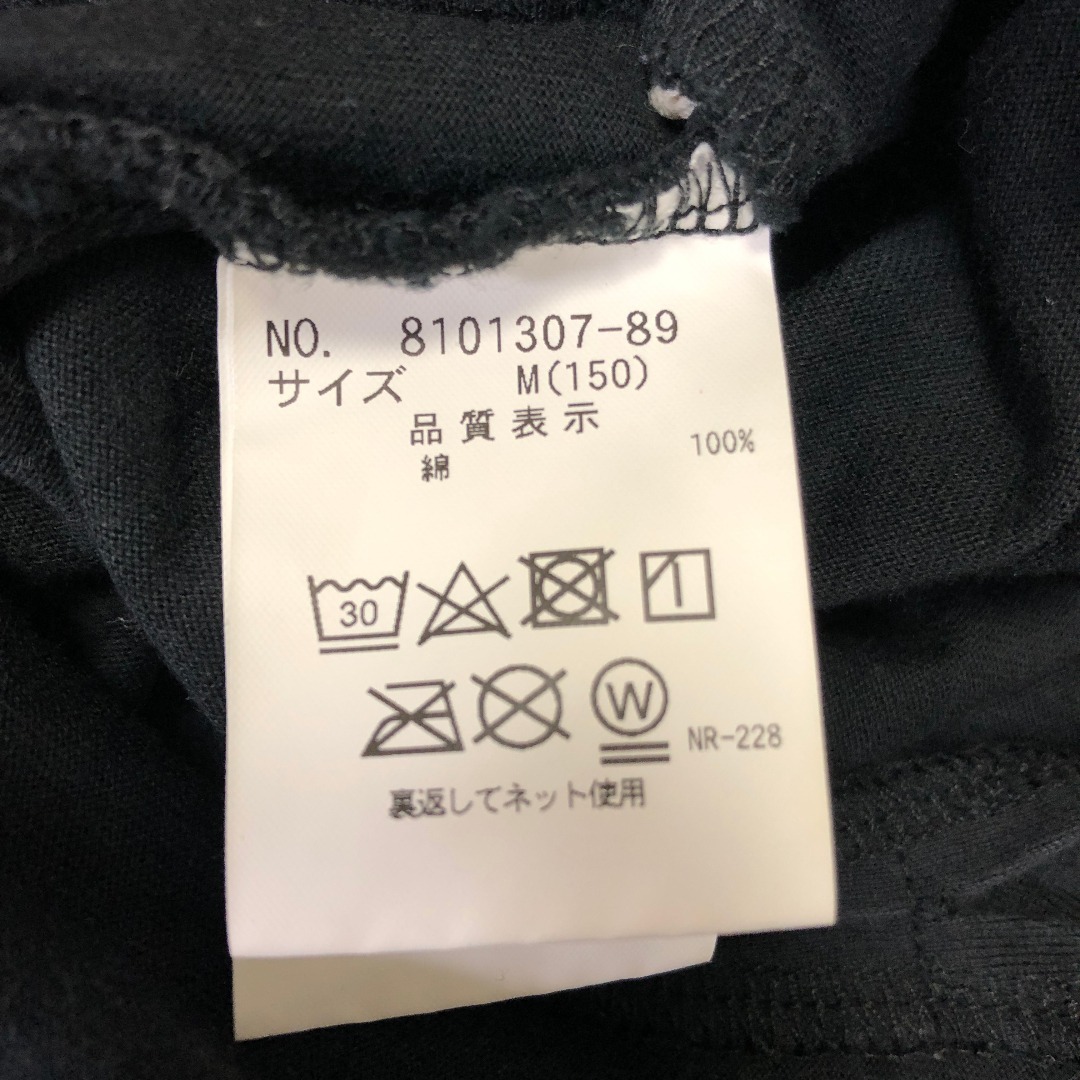 NO. 8101307-89
サイズ M(150)
品質表示
綿 100%
30
W NR-228
裏返してネット使用